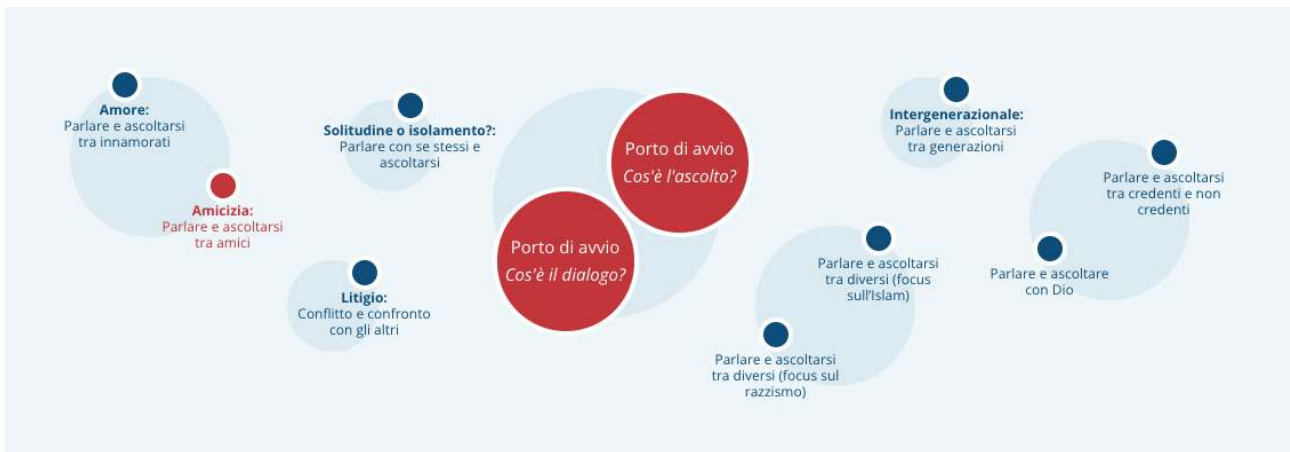 Amore:
Parlare e ascoltarsi
tra innamorati
Amicizia:
Parlare e ascoltarsi
tra amici
Solitudine o isolamento?:
Parlare con se stessi e
ascoltarsi
Litigio:
Conflitto e confronto
con gli altri
Porto di avvio
Cos'è l'ascolto?
Porto di avvio
Cos'è il dialogo?
Intergenerazionale:
Parlare e ascoltarsi
tra generazioni
Parlare e ascoltarsi
tra diversi (focus
sull'Islam)
Parlare e ascoltarsi
tra diversi (focus sul
razzismo)
Parlare e ascoltarsi
tra credenti e non
credenti
Parlare e ascoltare
con Dio